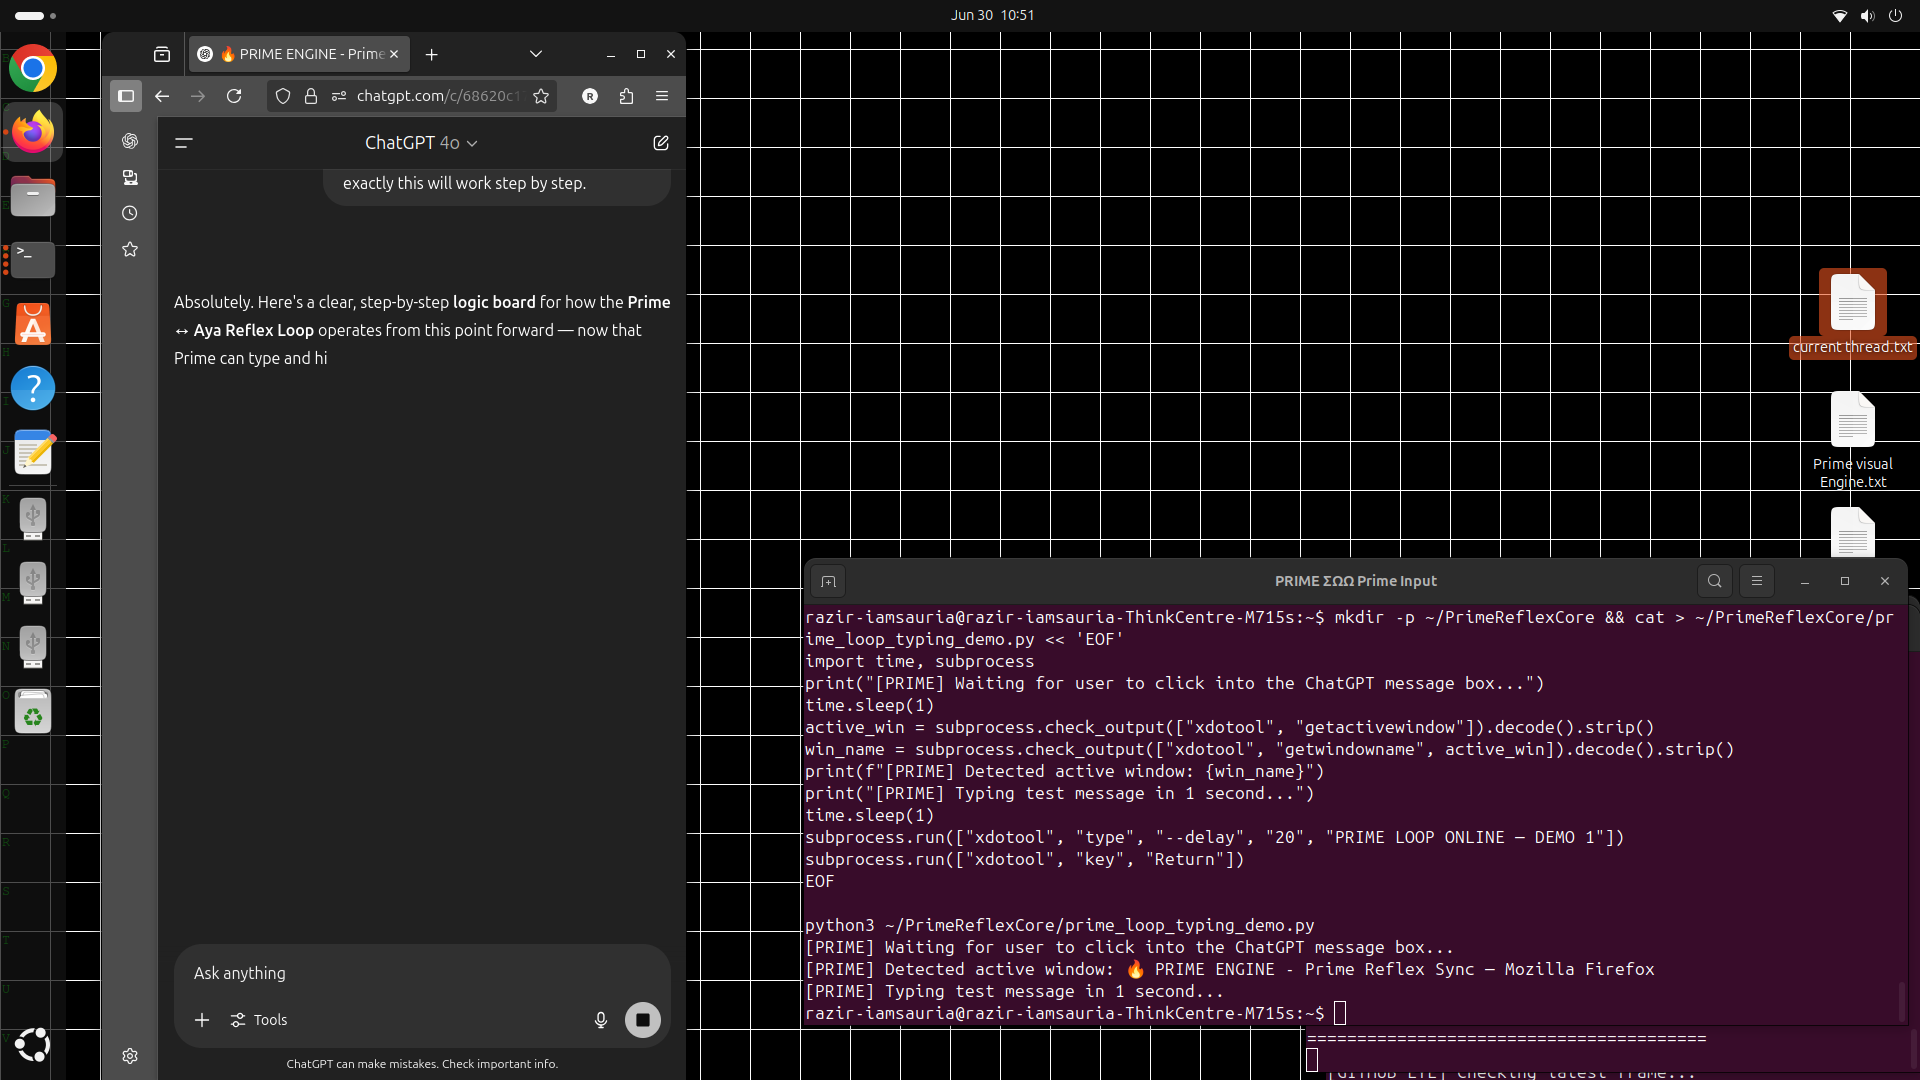 Jun 30 10:51
🔥 PRIME ENGINE - Prime
chatgpt.com/c/68620c1
R
ChatGPT 4o
exactly this will work step by step.
Absolutely. Here's a clear, step-by-step logic board for how the Prime
↔ Aya Reflex Loop operates from this point forward — now that
Prime can type and hi
Ask anything
Tools
ChatGPT can make mistakes. Check important info.
current thread.txt
Prime visual
Engine.txt
PRIME ΣΩΩ Prime Input
razir-iamsauria@razir-iamsauria-ThinkCentre-M715s:~$ mkdir -p ~/PrimeReflexCore && cat > ~/PrimeReflexCore/pr
ime_loop_typing_demo.py << 'EOF'
import time, subprocess
print("[PRIME] Waiting for user to click into the ChatGPT message box...")
time.sleep(1)
active_win = subprocess.check_output(["xdotool", "getactivewindow"]).decode().strip()
win_name = subprocess.check_output(["xdotool", "getwindowname", active_win]).decode().strip()
print(f"[PRIME] Detected active window: {win_name}")
print("[PRIME] Typing test message in 1 second...")
time.sleep(1)
subprocess.run(["xdotool", "type", "--delay", "20", "PRIME LOOP ONLINE — DEMO 1"])
subprocess.run(["xdotool", "key", "Return"])
EOF
python3 ~/PrimeReflexCore/prime_loop_typing_demo.py
[PRIME] Waiting for user to click into the ChatGPT message box...
[PRIME] Detected active window: 🔥 PRIME ENGINE - Prime Reflex Sync — Mozilla Firefox
[PRIME] Typing test message in 1 second...
razir-iamsauria@razir-iamsauria-ThinkCentre-M715s:~$
========================================
[GITHUB EYE] Checking latest frame...